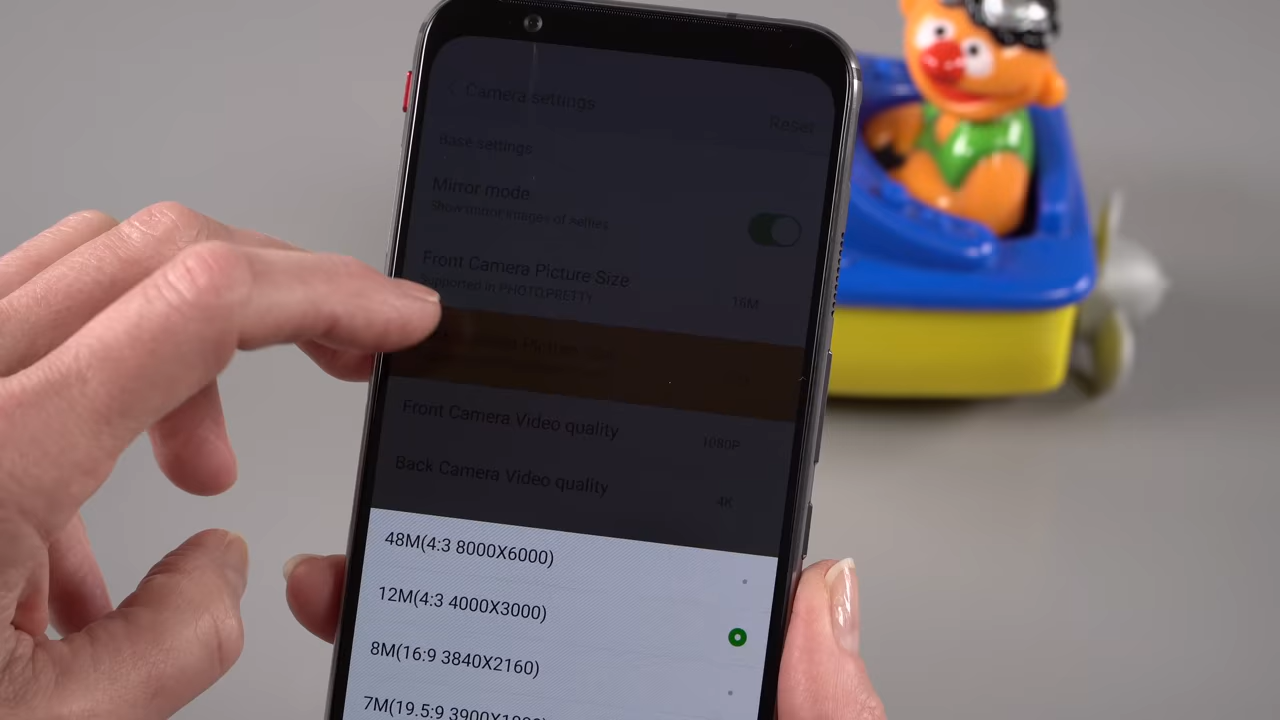 Camera settings
Reset
Base settings
Mirror mode
Show mirror images of selfies
Front Camera Picture Size
Supported in PHOTO,PRETTY
16M
Picture
Front Camera Video quality
1080P
Back Camera Video quality
4K
48M(4:3 8000X6000)
12M(4:3 4000X3000)
8M(16:9 3840X2160)
7M(19.5:9